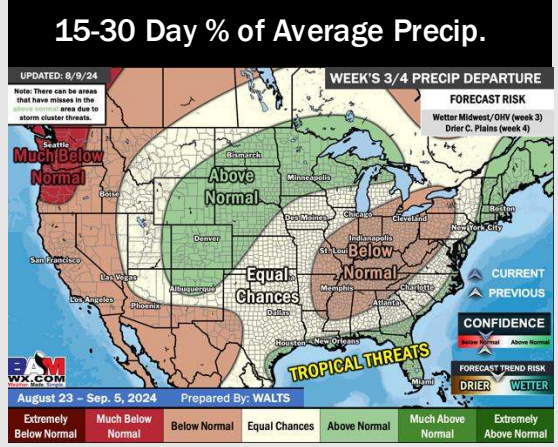 15-30 Day % of Average Precip.
UPDATED: 8/9/24
Note: There can be areas
that have misses in the
above normal area due to
storm cluster threats.
WEEK'S 3/4 PRECIP DEPARTURE
FORECAST RISK
Wetter Midwest/OHV (week 3)
Drier C. Plains (week 4)
Seattle
Much Below
Normal
Bismarck
Minneapolis
Above
Normal
Boise
Boston
Des Moines
Chicago
Cleveland
New York City
Denver
Indianapolis
St. Louis
Below
Normal
San Francisco
Las Vegas
Equal
Chances
CURRENT
PREVIOUS
Albuquerque
Memphis
Charlotte
Los Angeles
Phoenix
Atlanta
Dallas
CONFIDENCE
Below Normal
Above Normal
Houston
New Orleans
TROPICAL THREATS
FORECAST TREND RISK
DRIER
WETTER
Miami
BAM
WX.COM
Weather. Made. Simple.
August 23 – Sep. 5, 2024
Prepared By: WALTS
Extremely
Below Normal
Much Below
Normal
Below Normal
Equal Chances
Above Normal
Much Above
Normal
Extremely
Above Normal